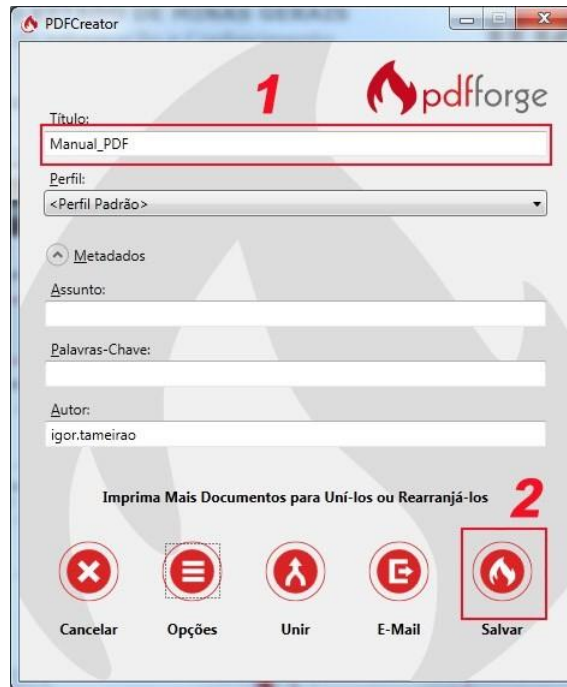 PDFCreator
1
pdfforge
Título:
Manual_PDF
Perfil:
<Perfil Padrão>
Metadados
Assunto:
Palavras-Chave:
Autor:
igor.tameirao
Imprima Mais Documentos para Uní-los ou Rearranjá-los
2
Cancelar Opções Unir E-Mail Salvar